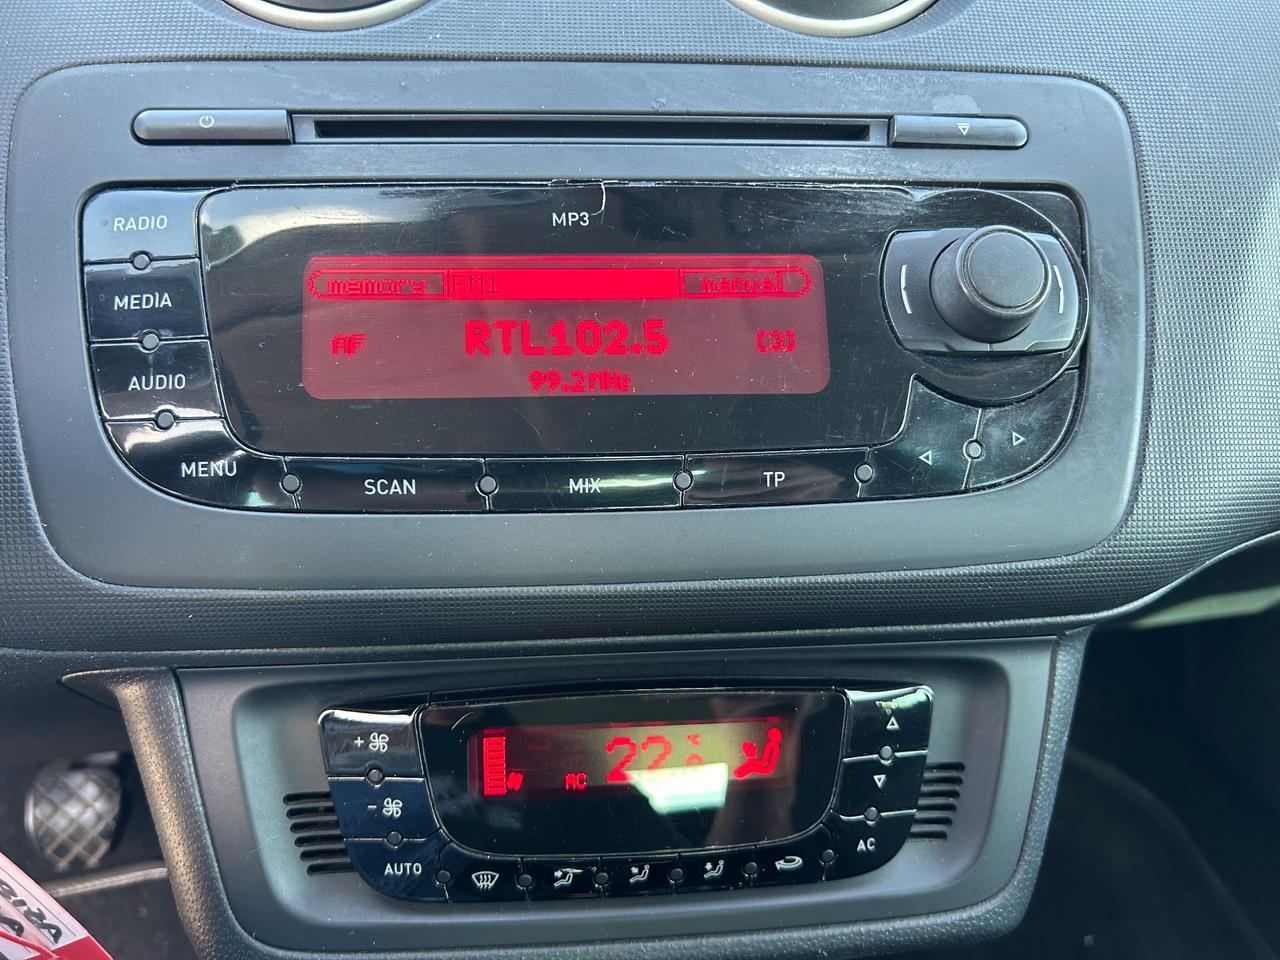 MP3
RADIO
MEDIA
AUDIO
MENU
memory FM1 manual
AF RTL102.5 (3)
99.2MHz
SCAN MIX TP
22
°C
AC
AUTO
AC